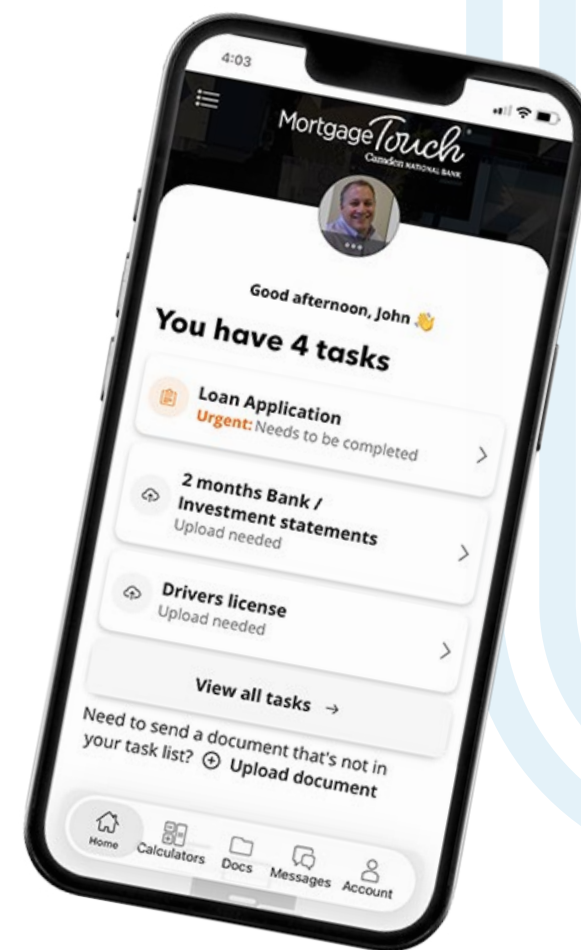 4:03
MortgageTouch®
Camden NATIONAL BANK
Good afternoon, John 👋
You have 4 tasks
Loan Application
Urgent: Needs to be completed
2 months Bank /
Investment statements
Upload needed
Drivers license
Upload needed
View all tasks →
Need to send a document that's not in
your task list? ⊕ Upload document
Home Calculators Docs Messages Account